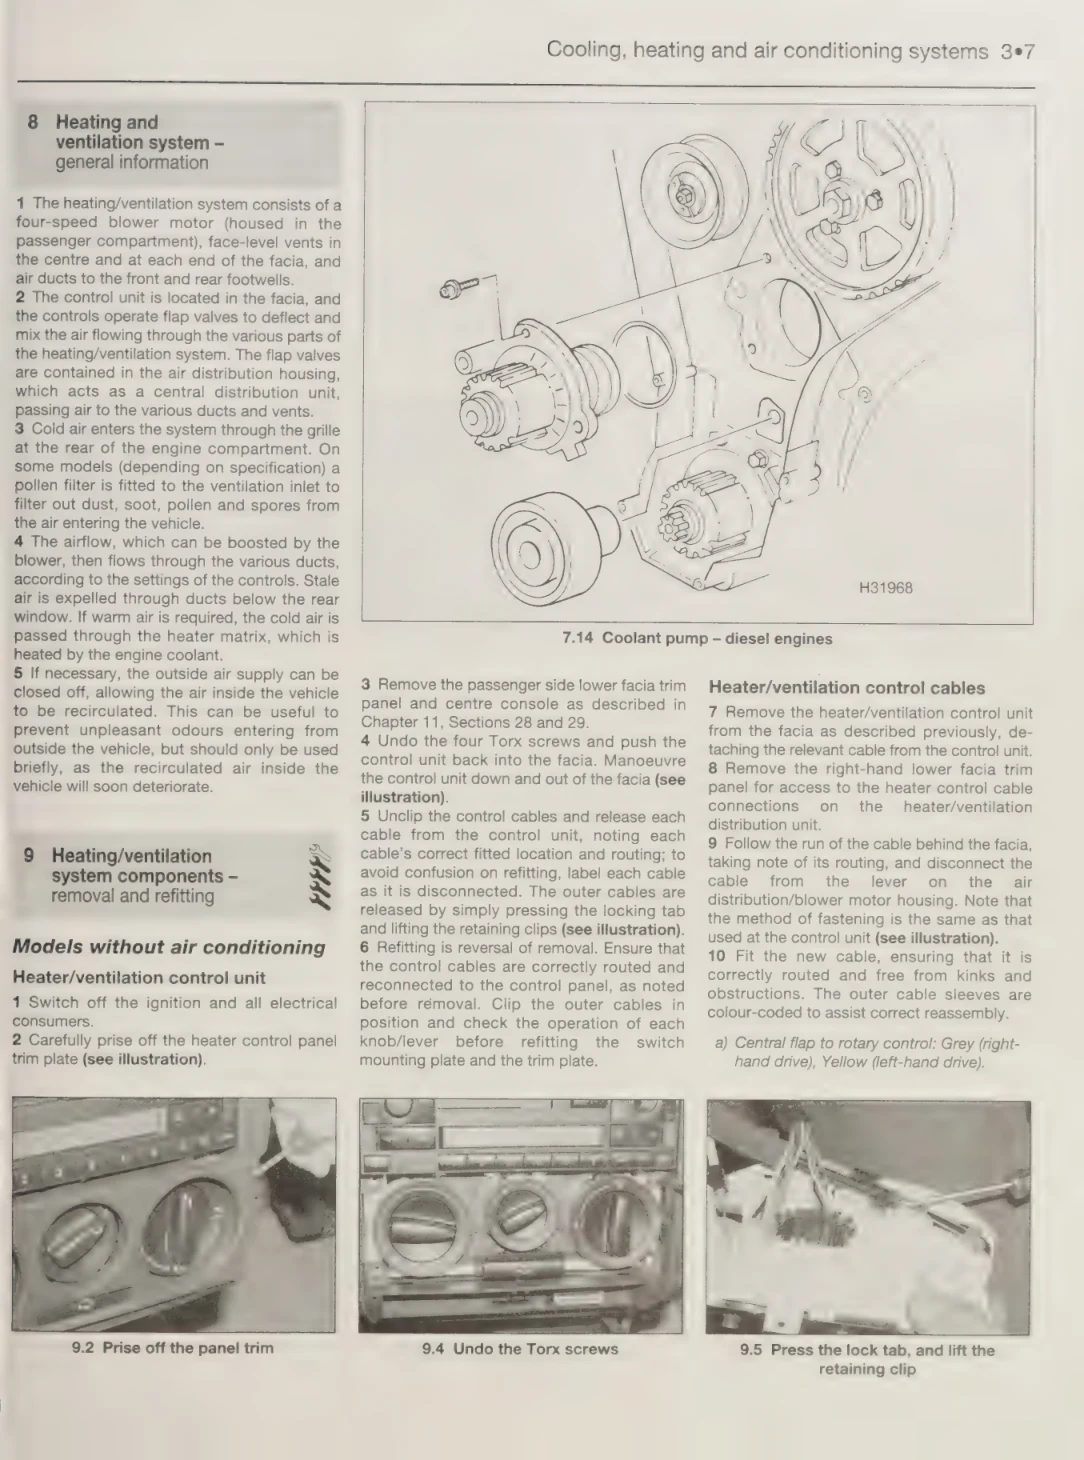 Cooling, heating and air conditioning systems 3•7
8 Heating and
ventilation system –
general information
1 The heating/ventilation system consists of a
four-speed blower motor (housed in the
passenger compartment), face-level vents in
the centre and at each end of the facia, and
air ducts to the front and rear footwells.
2 The control unit is located in the facia, and
the controls operate flap valves to deflect and
mix the air flowing through the various parts of
the heating/ventilation system. The flap valves
are contained in the air distribution housing,
which acts as a central distribution unit,
passing air to the various ducts and vents.
3 Cold air enters the system through the grille
at the rear of the engine compartment. On
some models (depending on specification) a
pollen filter is fitted to the ventilation inlet to
filter out dust, soot, pollen and spores from
the air entering the vehicle.
4 The airflow, which can be boosted by the
blower, then flows through the various ducts,
according to the settings of the controls. Stale
air is expelled through ducts below the rear
window. If warm air is required, the cold air is
passed through the heater matrix, which is
heated by the engine coolant.
5 If necessary, the outside air supply can be
closed off, allowing the air inside the vehicle
to be recirculated. This can be useful to
prevent unpleasant odours entering from
outside the vehicle, but should only be used
briefly, as the recirculated air inside the
vehicle will soon deteriorate.
9 Heating/ventilation
system components –
removal and refitting
Models without air conditioning
Heater/ventilation control unit
1 Switch off the ignition and all electrical
consumers.
2 Carefully prise off the heater control panel
trim plate (see illustration).
H31968
7.14 Coolant pump – diesel engines
3 Remove the passenger side lower facia trim
panel and centre console as described in
Chapter 11, Sections 28 and 29.
4 Undo the four Torx screws and push the
control unit back into the facia. Manoeuvre
the control unit down and out of the facia (see
illustration).
5 Unclip the control cables and release each
cable from the control unit, noting each
cable's correct fitted location and routing; to
avoid confusion on refitting, label each cable
as it is disconnected. The outer cables are
released by simply pressing the locking tab
and lifting the retaining clips (see illustration).
6 Refitting is reversal of removal. Ensure that
the control cables are correctly routed and
reconnected to the control panel, as noted
before removal. Clip the outer cables in
position and check the operation of each
knob/lever before refitting the switch
mounting plate and the trim plate.
Heater/ventilation control cables
7 Remove the heater/ventilation control unit
from the facia as described previously, de-
taching the relevant cable from the control unit.
8 Remove the right-hand lower facia trim
panel for access to the heater control cable
connections on the heater/ventilation
distribution unit.
9 Follow the run of the cable behind the facia,
taking note of its routing, and disconnect the
cable from the lever on the air
distribution/blower motor housing. Note that
the method of fastening is the same as that
used at the control unit (see illustration).
10 Fit the new cable, ensuring that it is
correctly routed and free from kinks and
obstructions. The outer cable sleeves are
colour-coded to assist correct reassembly.
a) Central flap to rotary control: Grey (right-
hand drive), Yellow (left-hand drive).
9.2 Prise off the panel trim
9.4 Undo the Torx screws
9.5 Press the lock tab, and lift the
retaining clip